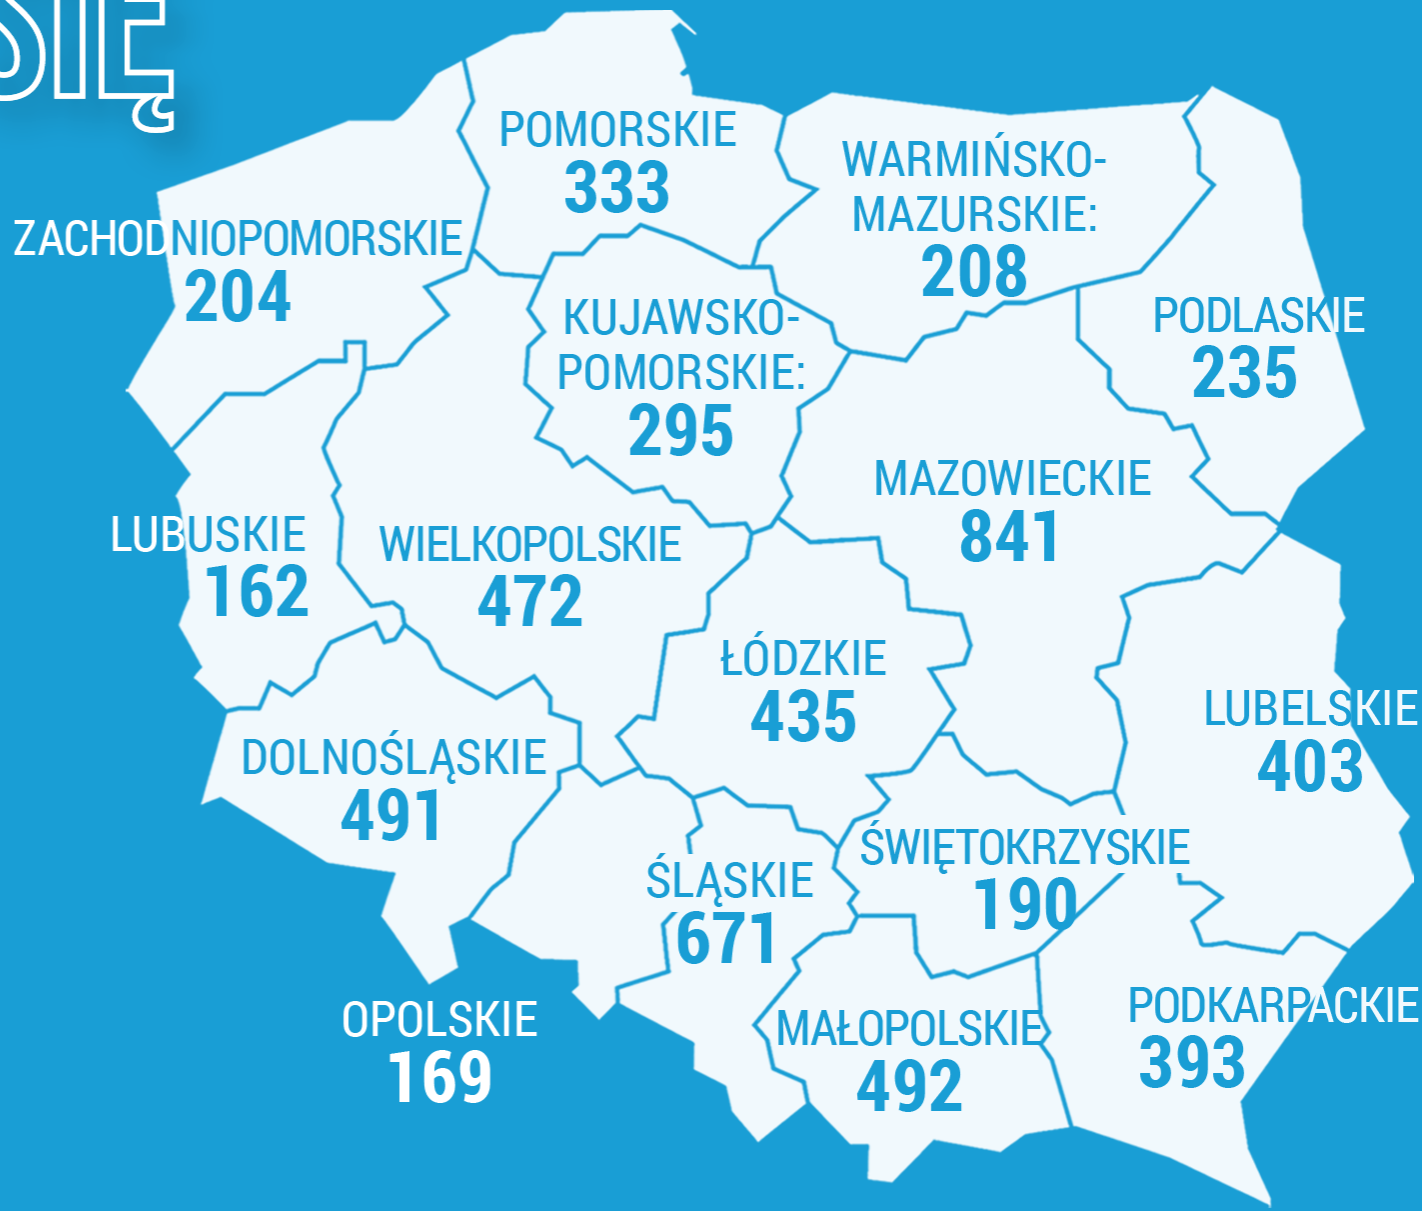 SIĘ
POMORSKIE
333
WARMIŃSKO-
MAZURSKIE:
208
ZACHODNIOPOMORSKIE
204
KUJAWSKO-
POMORSKIE:
295
PODLASKIE
235
MAZOWIECKIE
841
LUBUSKIE
162
WIELKOPOLSKIE
472
ŁÓDZKIE
435
LUBELSKIE
403
DOLNOŚLĄSKIE
491
ŚWIĘTOKRZYSKIE
190
ŚLĄSKIE
671
OPOLSKIE
169
MAŁOPOLSKIE
492
PODKARPACKIE
393